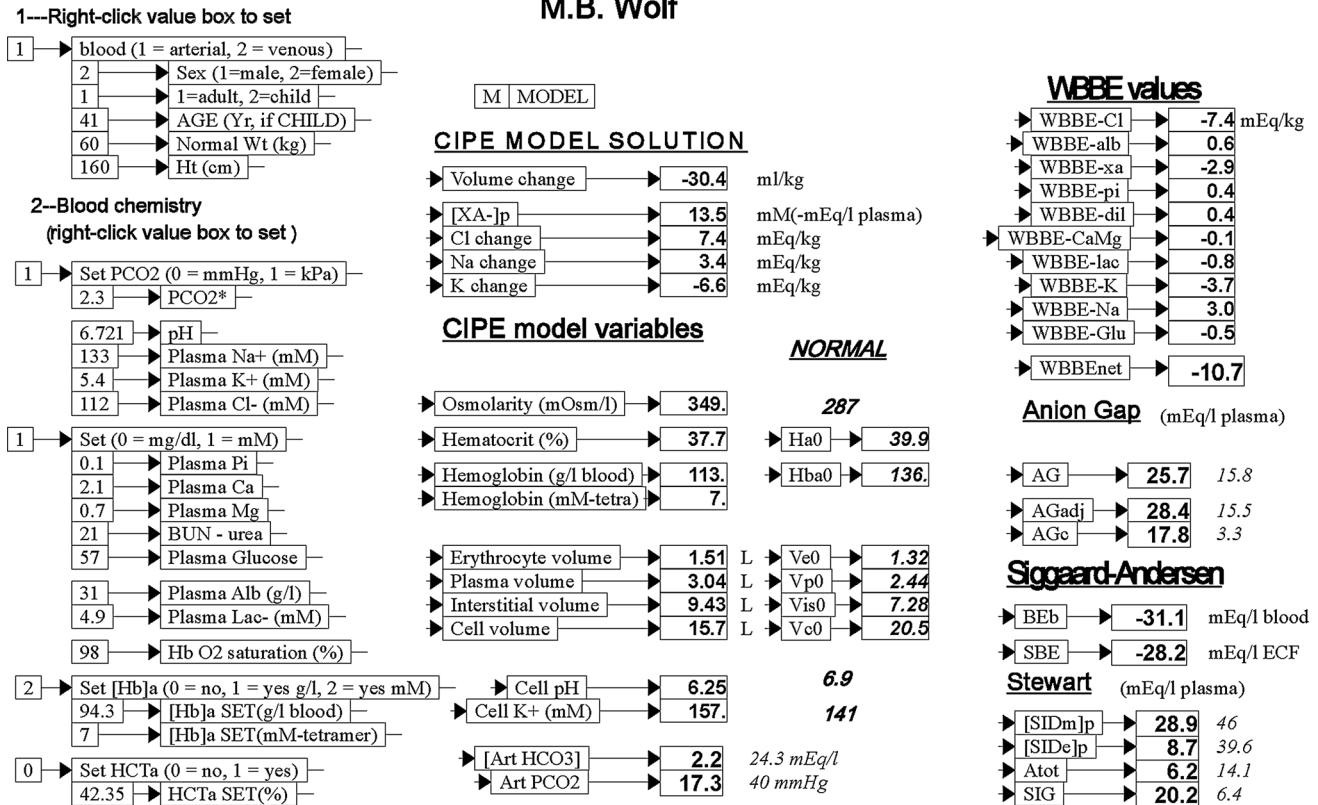 M.B. Wolf
1---Right-click value box to set
1 blood (1 = arterial, 2 = venous)
2 Sex (1=male, 2=female)
1 1=adult, 2=child
41 AGE (Yr, if CHILD)
60 Normal Wt (kg)
160 Ht (cm)
2--Blood chemistry
(right-click value box to set )
1 Set PCO2 (0 = mmHg, 1 = kPa)
2.3 PCO2*
6.721 pH
133 Plasma Na+ (mM)
5.4 Plasma K+ (mM)
112 Plasma Cl- (mM)
1 Set (0 = mg/dl, 1 = mM)
0.1 Plasma Pi
2.1 Plasma Ca
0.7 Plasma Mg
21 BUN - urea
57 Plasma Glucose
31 Plasma Alb (g/l)
4.9 Plasma Lac- (mM)
98 Hb O2 saturation (%)
2 Set [Hb]a (0 = no, 1 = yes g/l, 2 = yes mM)
94.3 [Hb]a SET(g/l blood)
7 [Hb]a SET(mM-tetramer)
0 Set HCTa (0 = no, 1 = yes)
42.35 HCTa SET(%)
M MODEL
CIPE MODEL SOLUTION
Volume change -30.4 ml/kg
[XA-]p 13.5 mM(-mEq/l plasma)
Cl change 7.4 mEq/kg
Na change 3.4 mEq/kg
K change -6.6 mEq/kg
CIPE model variables
NORMAL
Osmolarity (mOsm/l) 349. 287
Hematocrit (%) 37.7 Ha0 39.9
Hemoglobin (g/l blood) 113. Hba0 136.
Hemoglobin (mM-tetra) 7.
Erythrocyte volume 1.51 L Ve0 1.32
Plasma volume 3.04 L Vp0 2.44
Interstitial volume 9.43 L Vis0 7.28
Cell volume 15.7 L Vc0 20.5
Cell pH 6.25 6.9
Cell K+ (mM) 157. 141
[Art HCO3] 2.2 24.3 mEq/l
Art PCO2 17.3 40 mmHg
WBBE values
WBBE-Cl -7.4 mEq/kg
WBBE-alb 0.6
WBBE-xa -2.9
WBBE-pi 0.4
WBBE-dil 0.4
WBBE-CaMg -0.1
WBBE-lac -0.8
WBBE-K -3.7
WBBE-Na 3.0
WBBE-Glu -0.5
WBBEnet -10.7
Anion Gap (mEq/l plasma)
AG 25.7 15.8
AGadj 28.4 15.5
AGc 17.8 3.3
Siggaard-Andersen
BEb -31.1 mEq/l blood
SBE -28.2 mEq/l ECF
Stewart (mEq/l plasma)
[SIDm]p 28.9 46
[SIDe]p 8.7 39.6
Atot 6.2 14.1
SIG 20.2 6.4